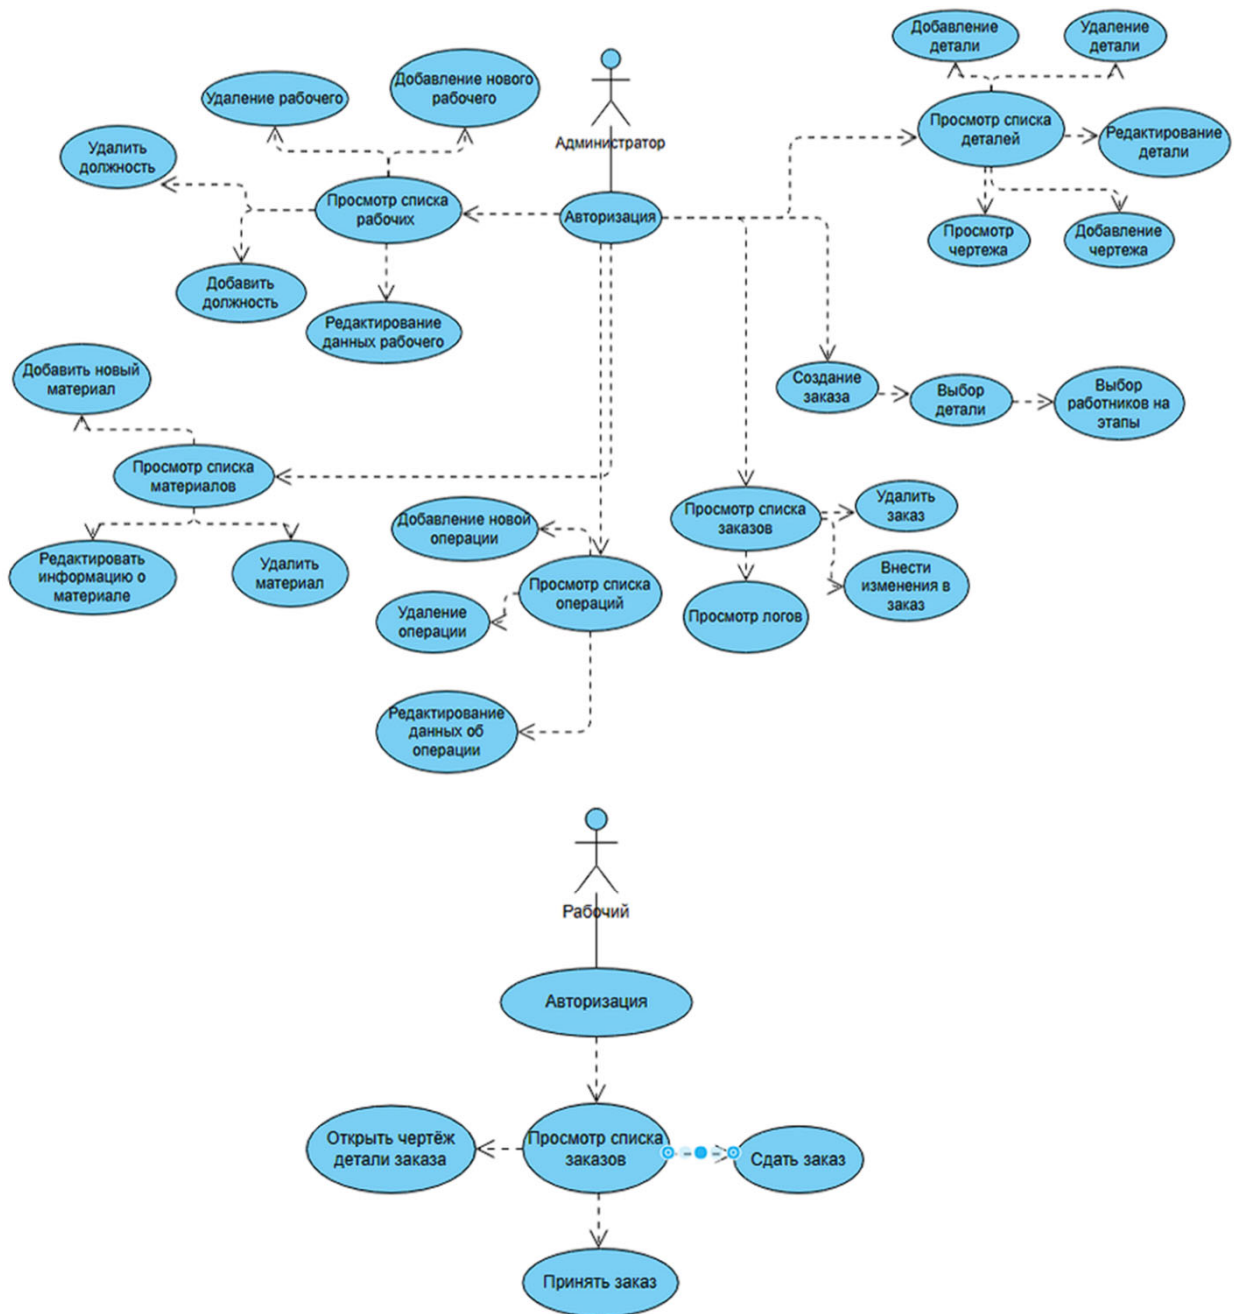 Добавление
детали
Удаление
детали
Добавление нового
рабочего
Удаление рабочего
Администратор
Просмотр списка
деталей
Редактирование
детали
Удалить
должность
Просмотр списка
рабочих
Авторизация
Просмотр
чертежа
Добавление
чертежа
Добавить
должность
Редактирование
данных рабочего
Добавить новый
материал
Создание
заказа
Выбор
детали
Выбор
работников на
этапы
Просмотр списка
материалов
Просмотр списка
заказов
Удалить
заказ
Добавление новой
операции
Редактировать
информацию о
материале
Удалить
материал
Просмотр списка
операций
Внести
изменения в
заказ
Удаление
операции
Просмотр логов
Редактирование
данных об
операции
Рабочий
Авторизация
Открыть чертёж
детали заказа
Просмотр списка
заказов
Сдать заказ
Принять заказ